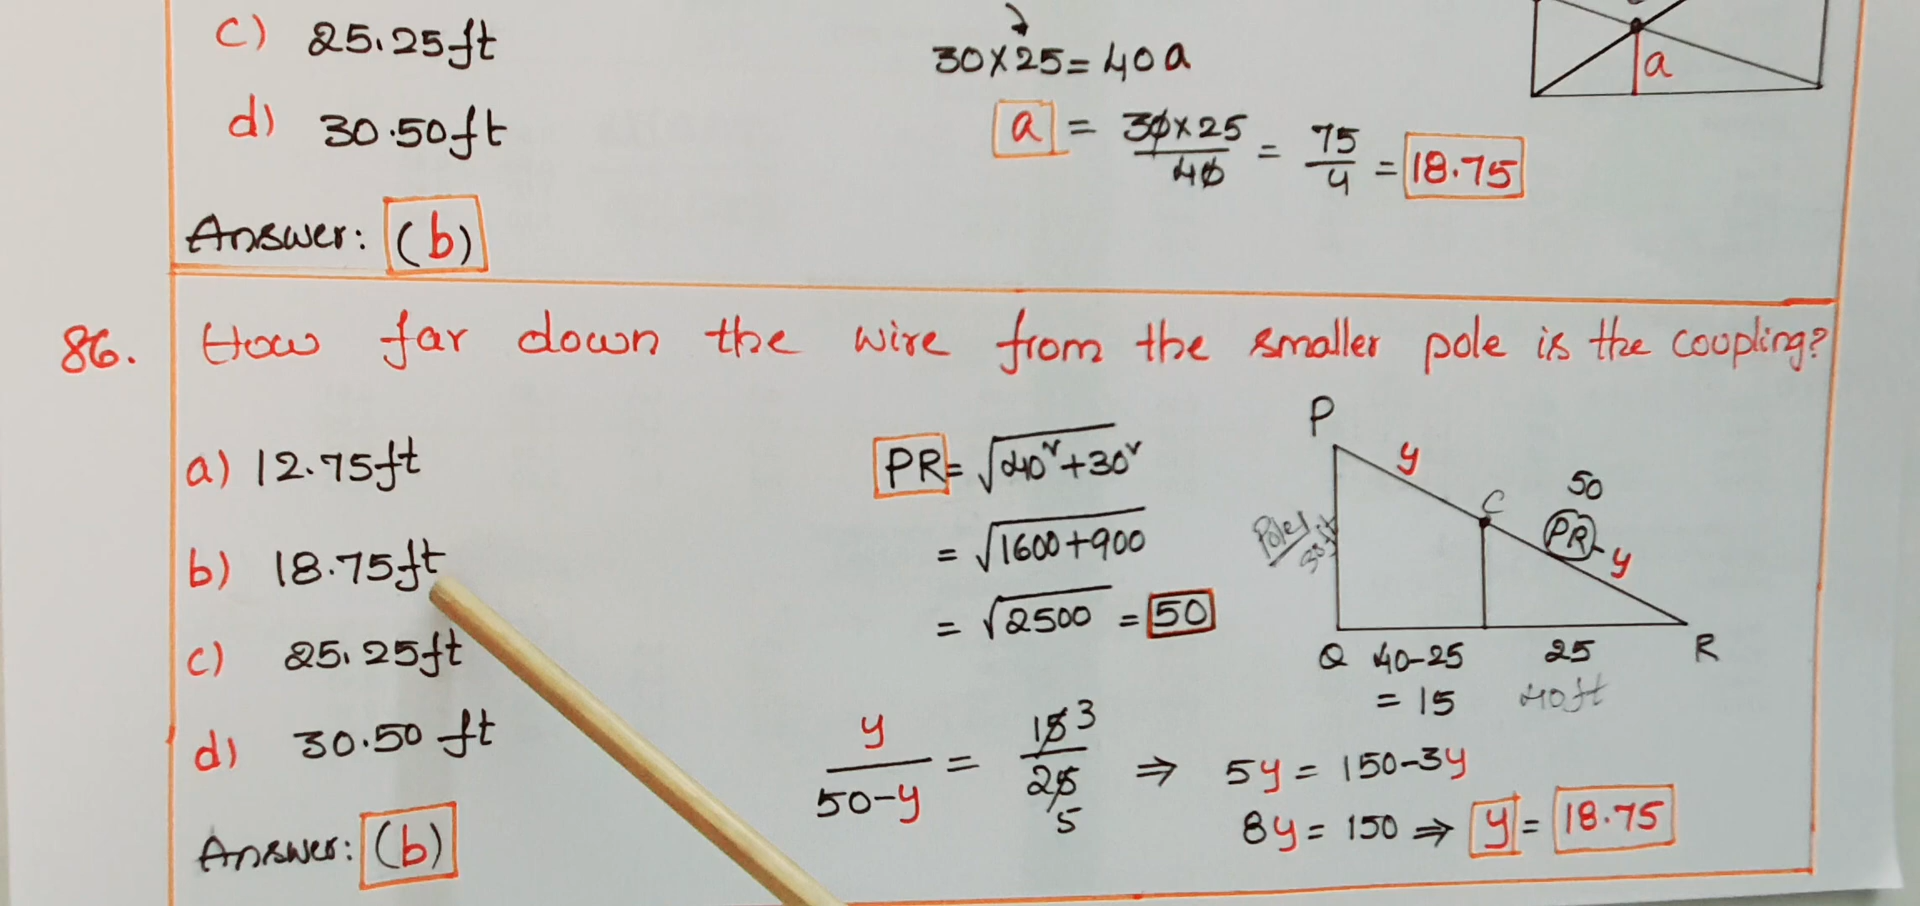 c) 25.25ft
d) 30.50ft
Answer: (b)
30×25=40a
a = 30×25/40 = 75/4 = 18.75
a
86. How far down the wire from the smaller pole is the coupling?
a) 12.75ft
b) 18.75ft
c) 25.25ft
d) 30.50 ft
Answer: (b)
PR = √40²+30²
= √1600+900
= √2500 = 50
y/50-y = 15 3/25 5 ⇒ 5y = 150-3y
8y = 150 ⇒ y = 18.75
P
y
C
50
PR-y
Pole1
30ft
Q 40-25 25 R
= 15 40ft